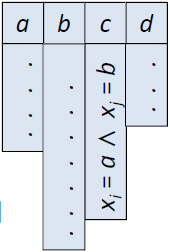 a b c d
x_i = a ∧ x_j = b